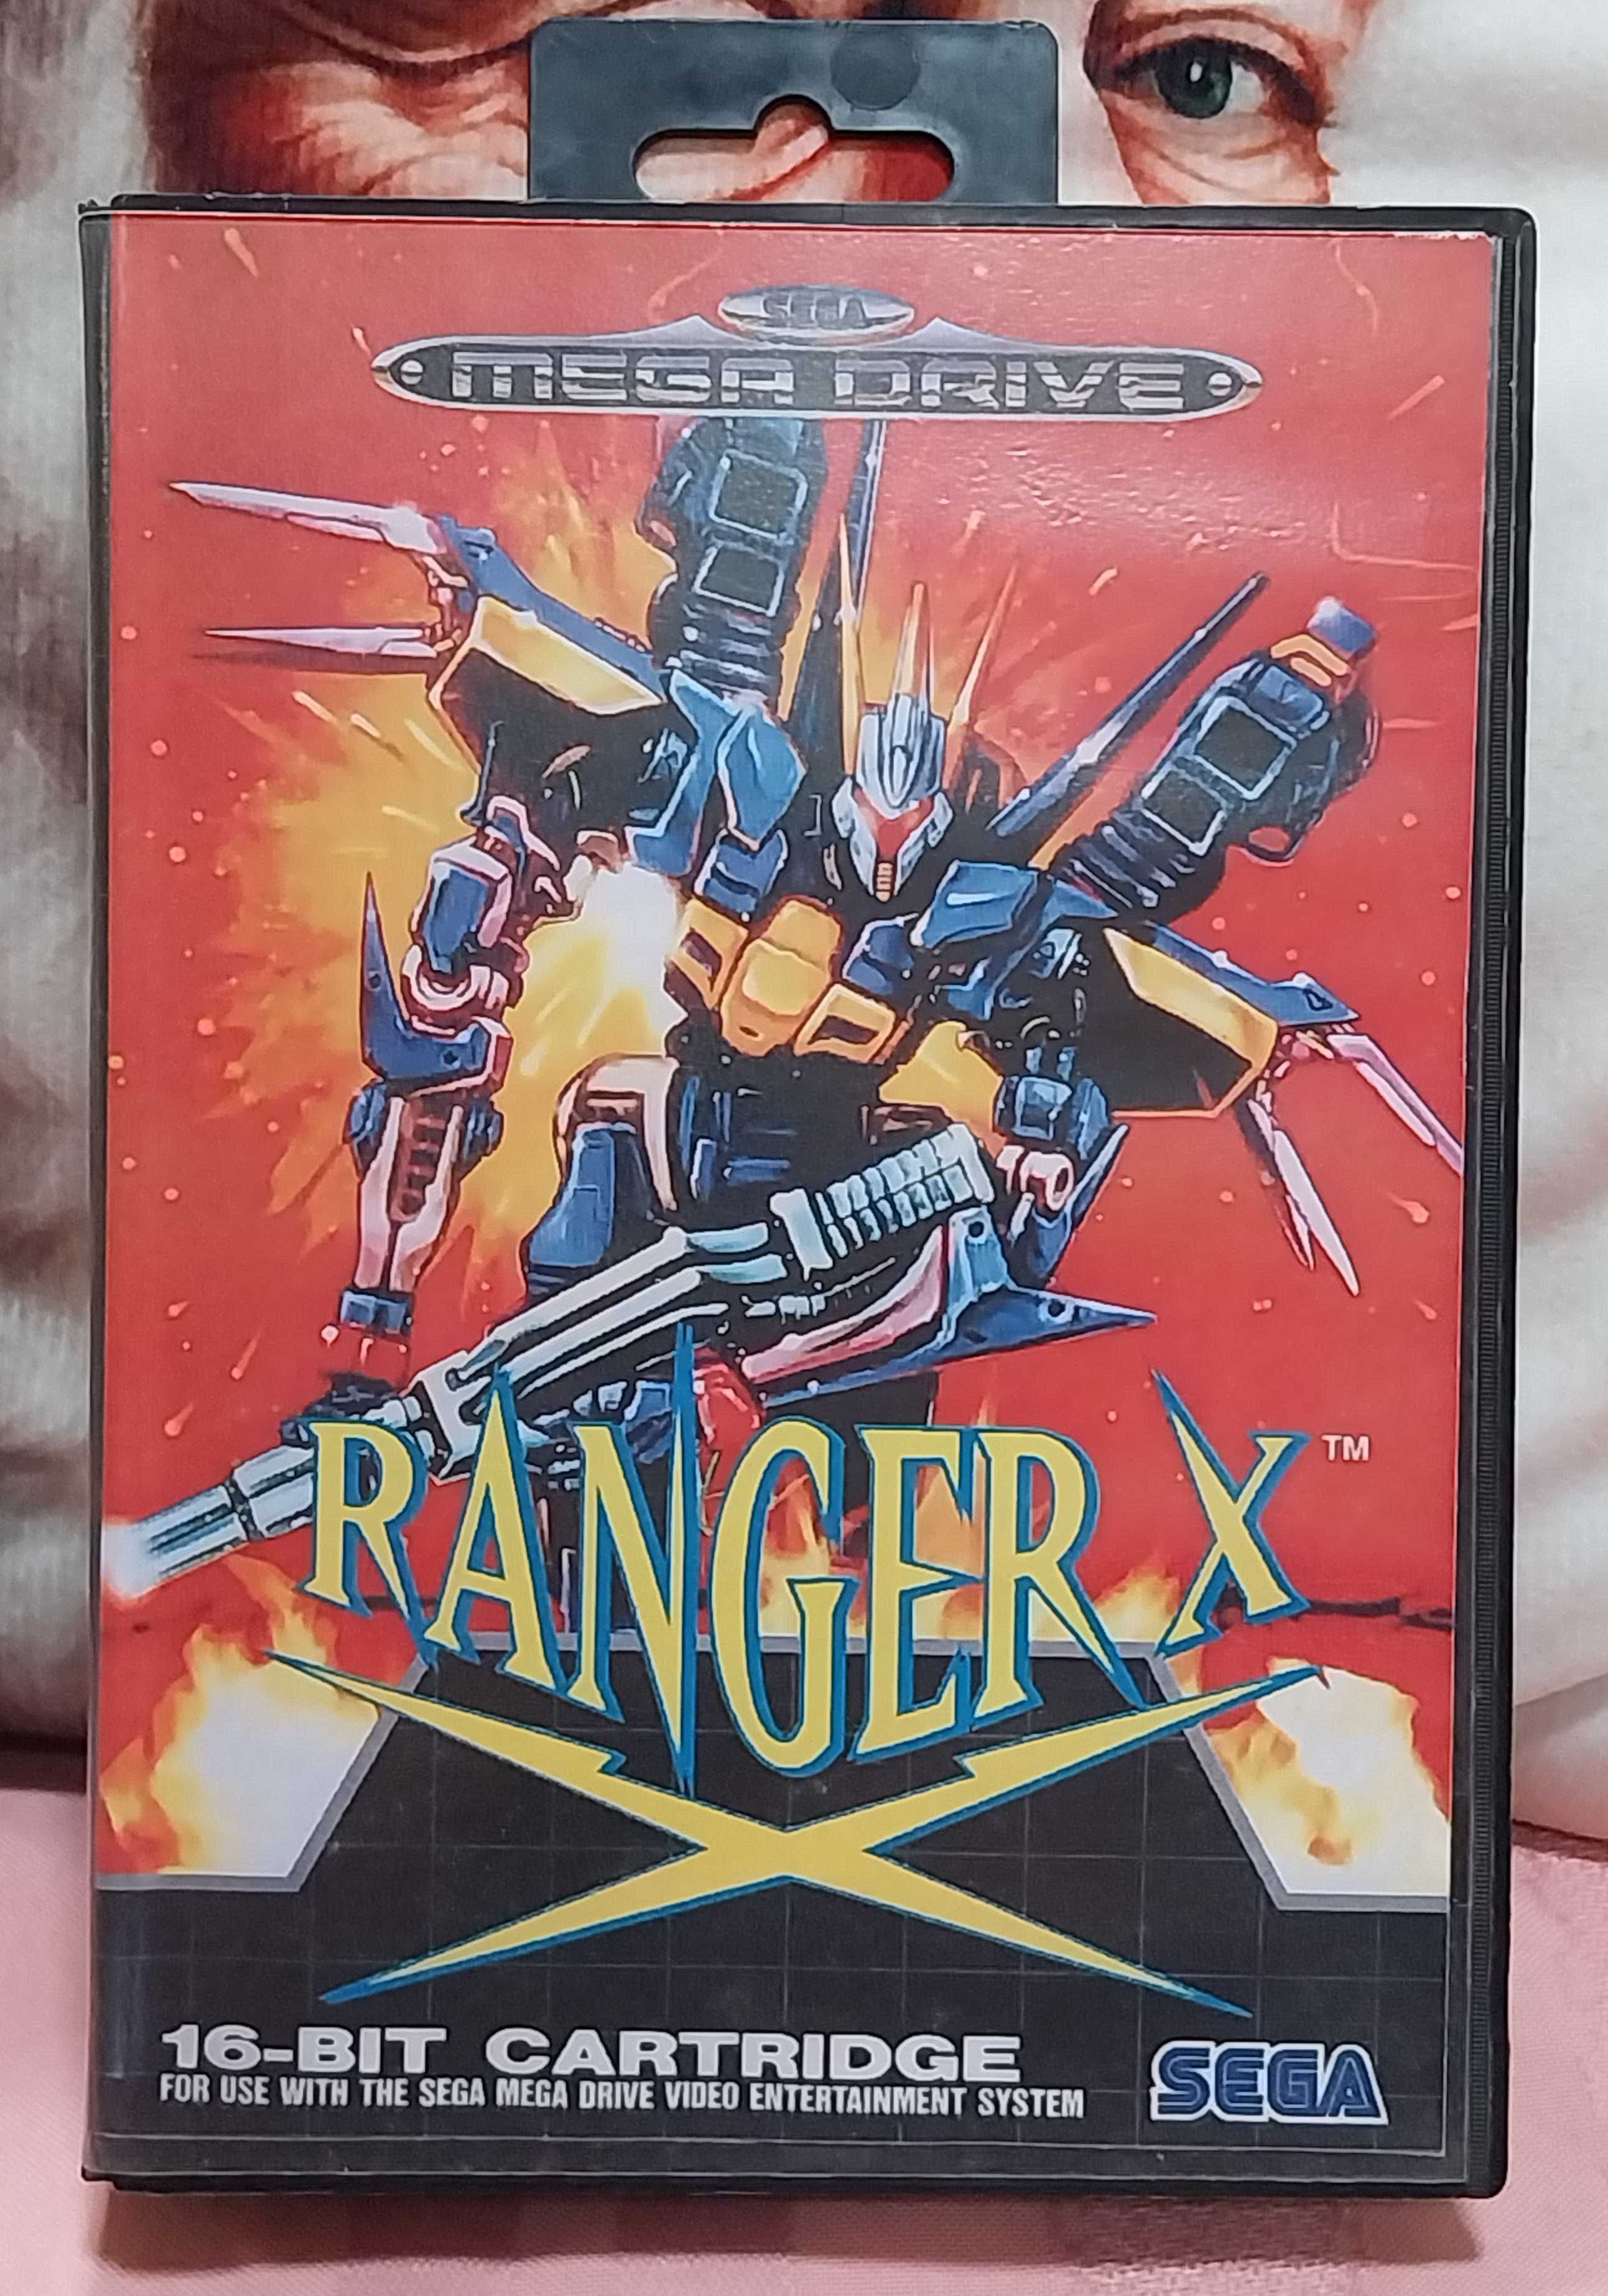 SEGA
MEGA DRIVE
RANGER X TM
16-BIT CARTRIDGE
FOR USE WITH THE SEGA MEGA DRIVE VIDEO ENTERTAINMENT SYSTEM
SEGA